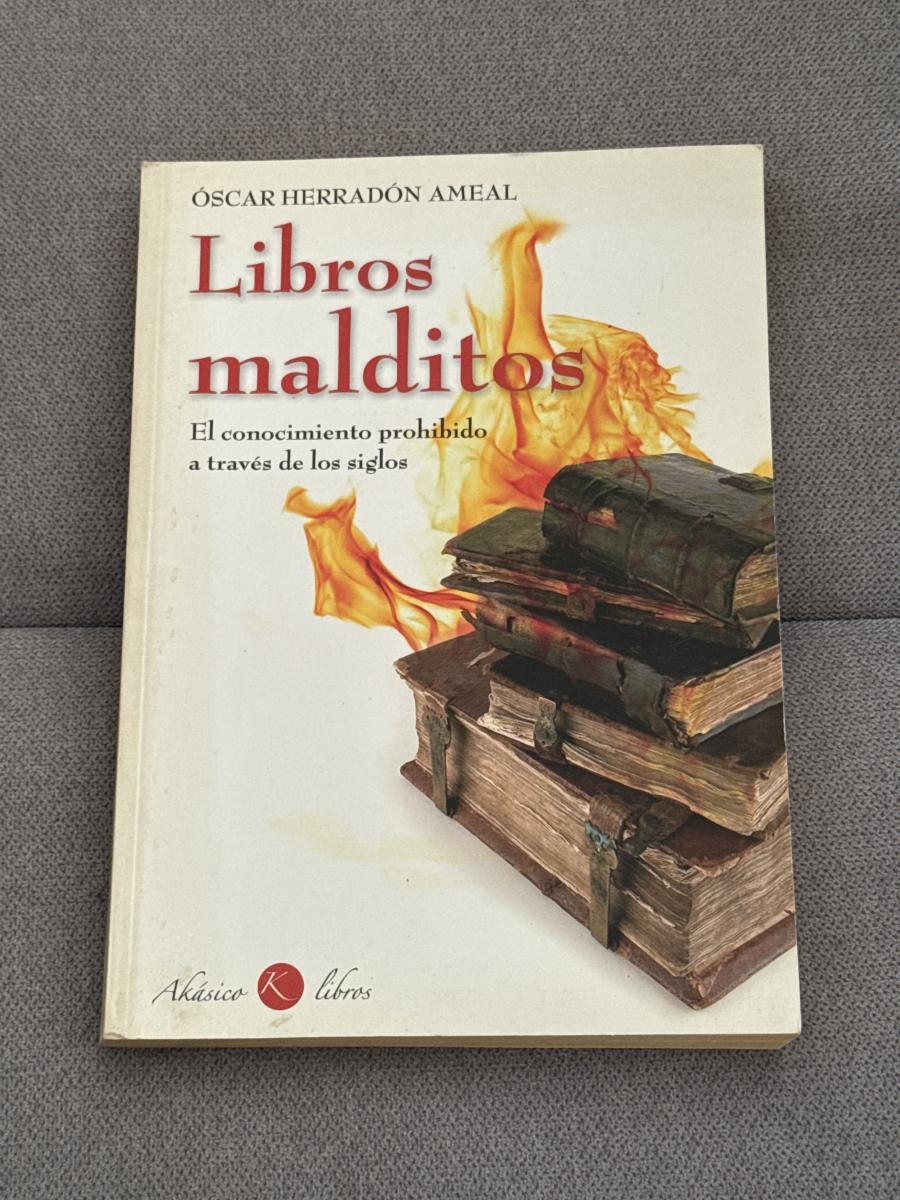 ÓSCAR HERRADÓN AMEAL
Libros
malditos
El conocimiento prohibido
a través de los siglos
Akásico K libros